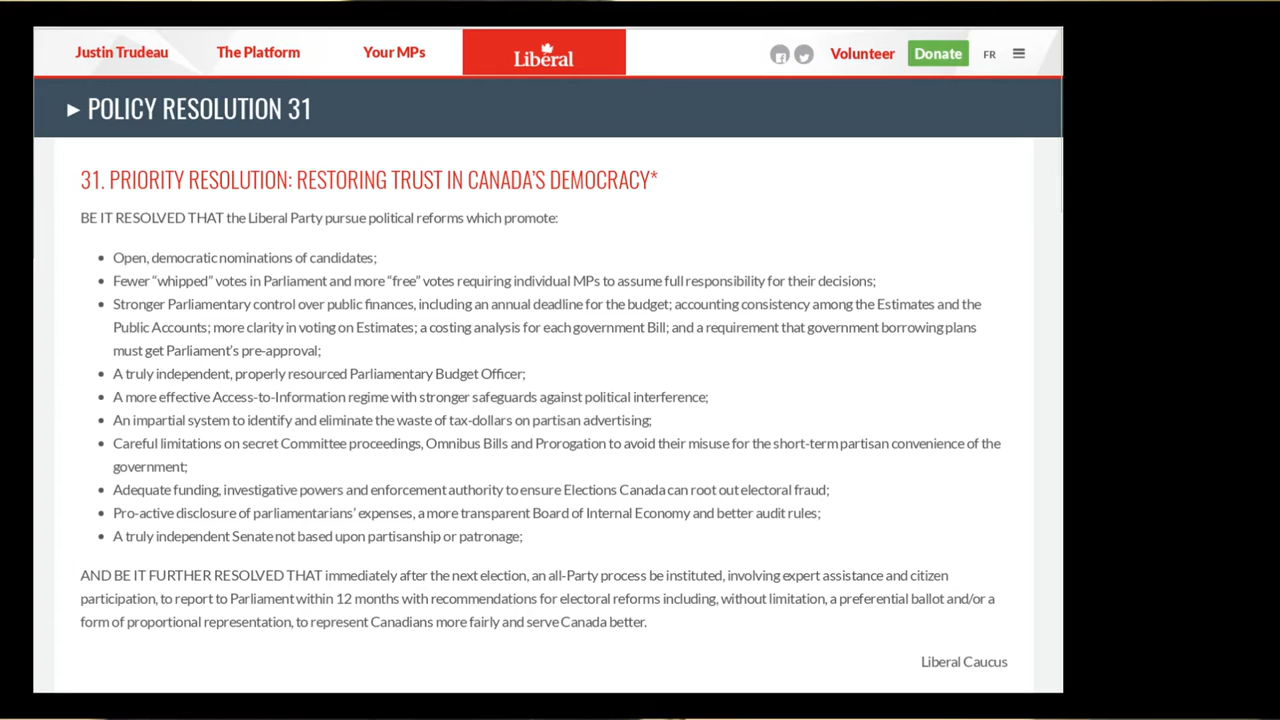 Justin Trudeau The Platform Your MPs Liberal Volunteer Donate FR
POLICY RESOLUTION 31
31. PRIORITY RESOLUTION: RESTORING TRUST IN CANADA'S DEMOCRACY*
BE IT RESOLVED THAT the Liberal Party pursue political reforms which promote:
• Open, democratic nominations of candidates;
• Fewer “whipped” votes in Parliament and more “free” votes requiring individual MPs to assume full responsibility for their decisions;
• Stronger Parliamentary control over public finances, including an annual deadline for the budget; accounting consistency among the Estimates and the
Public Accounts; more clarity in voting on Estimates; a costing analysis for each government Bill; and a requirement that government borrowing plans
must get Parliament's pre-approval;
• A truly independent, properly resourced Parliamentary Budget Officer;
• A more effective Access-to-Information regime with stronger safeguards against political interference;
• An impartial system to identify and eliminate the waste of tax-dollars on partisan advertising;
• Careful limitations on secret Committee proceedings, Omnibus Bills and Prorogation to avoid their misuse for the short-term partisan convenience of the
government;
• Adequate funding, investigative powers and enforcement authority to ensure Elections Canada can root out electoral fraud;
• Pro-active disclosure of parliamentarians' expenses, a more transparent Board of Internal Economy and better audit rules;
• A truly independent Senate not based upon partisanship or patronage;
AND BE IT FURTHER RESOLVED THAT immediately after the next election, an all-Party process be instituted, involving expert assistance and citizen
participation, to report to Parliament within 12 months with recommendations for electoral reforms including, without limitation, a preferential ballot and/or a
form of proportional representation, to represent Canadians more fairly and serve Canada better.
Liberal Caucus